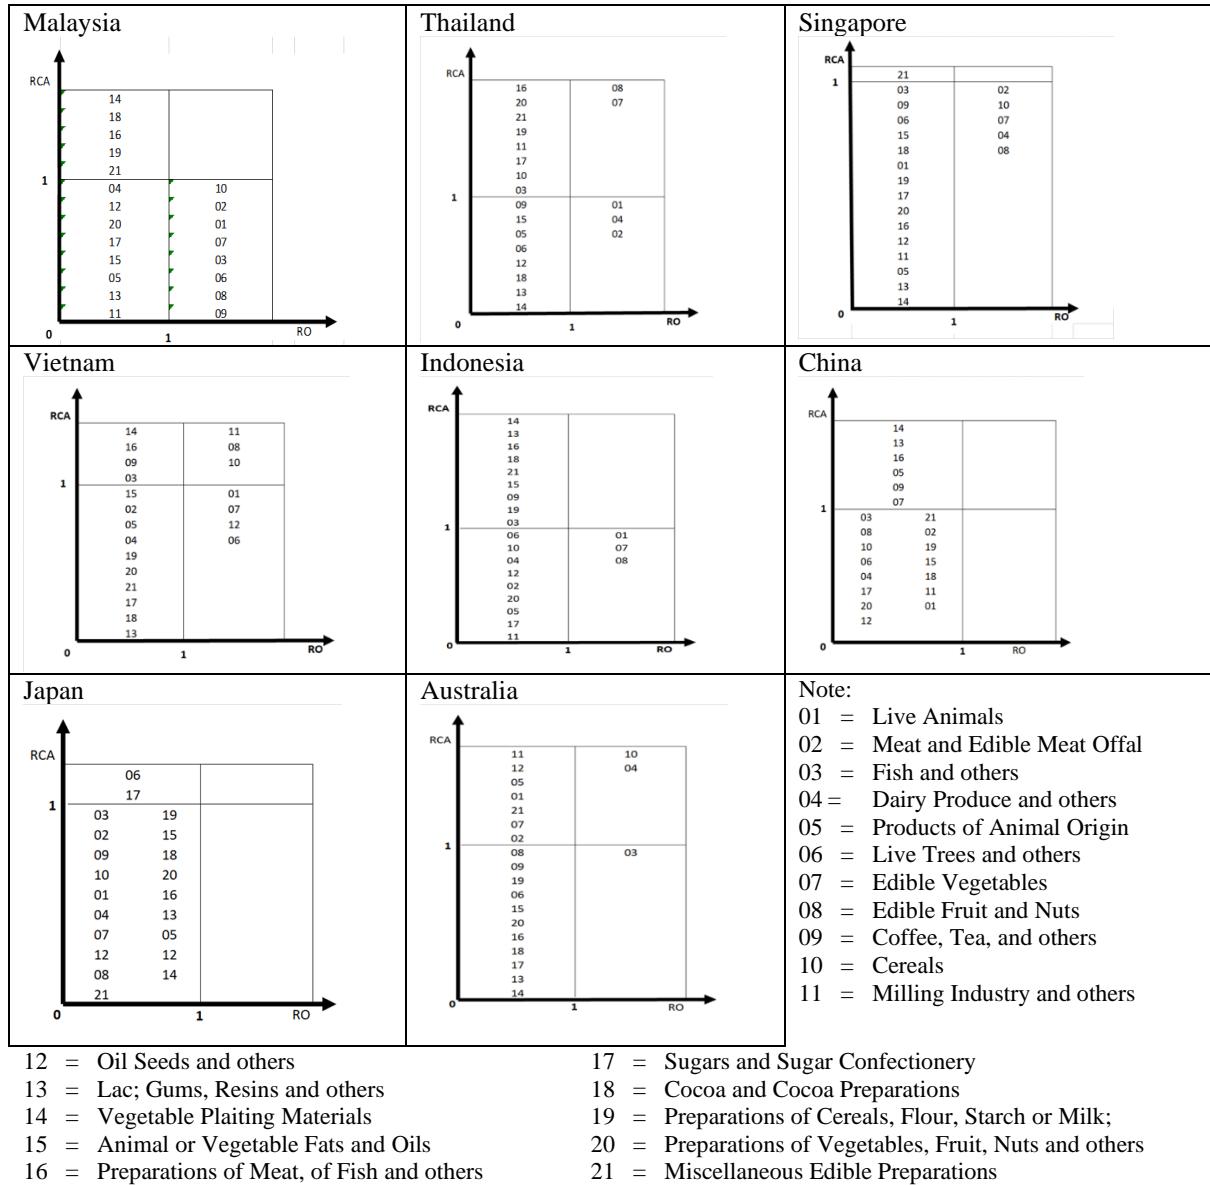 Malaysia
RCA
14
18
16
19
21
1
04 10
12 02
20 01
17 07
15 03
05 06
13 08
11 09
0 1 RO
Thailand
RCA
16 08
20 07
21
19
11
17
10
03
1
09 01
15 04
05 02
06
12
18
13
14
0 1 RO
Singapore
RCA
21
1
03 02
09 10
06 07
15 04
18 08
01
19
17
20
16
12
11
05
13
14
0 1 RO
Vietnam
RCA
14 11
16 08
09 10
03
1
15 01
02 07
05 12
04 06
19
20
21
17
18
13
0 1 RO
Indonesia
RCA
14
13
16
18
21
15
09
19
03
1
06 01
10 07
04 08
12
02
20
05
17
11
0 1 RO
China
RCA
14
13
16
05
09
07
1
03 21
08 02
10 19
06 15
04 18
17 11
20 01
12
0 1 RO
Japan
RCA
06
17
1
03 19
02 15
09 18
10 20
01 16
04 13
07 05
12 12
08 14
21
0 1 RO
Australia
RCA
11 10
12 04
05
01
21
07
02
1
08 03
09
19
06
15
20
16
18
17
13
14
0 1 RO
Note:
01 = Live Animals
02 = Meat and Edible Meat Offal
03 = Fish and others
04 = Dairy Produce and others
05 = Products of Animal Origin
06 = Live Trees and others
07 = Edible Vegetables
08 = Edible Fruit and Nuts
09 = Coffee, Tea, and others
10 = Cereals
11 = Milling Industry and others
12 = Oil Seeds and others
13 = Lac; Gums, Resins and others
14 = Vegetable Plaiting Materials
15 = Animal or Vegetable Fats and Oils
16 = Preparations of Meat, of Fish and others
17 = Sugars and Sugar Confectionery
18 = Cocoa and Cocoa Preparations
19 = Preparations of Cereals, Flour, Starch or Milk;
20 = Preparations of Vegetables, Fruit, Nuts and others
21 = Miscellaneous Edible Preparations